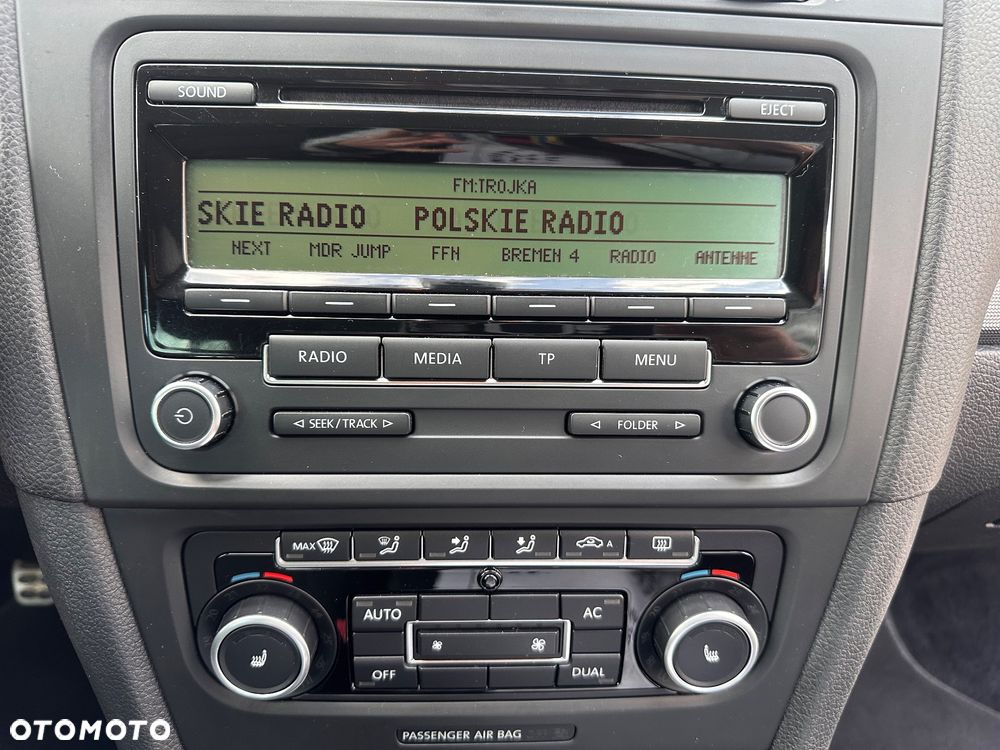 SOUND EJECT
FM:TROJKA
SKIE RADIO POLSKIE RADIO
NEXT MDR JUMP FFN BREMEN 4 RADIO ANTENNE
RADIO MEDIA TP MENU
◁ SEEK/TRACK ▷ ◁ FOLDER ▷
MAX A
AUTO AC
OFF DUAL
PASSENGER AIR BAG
OTOMOTO